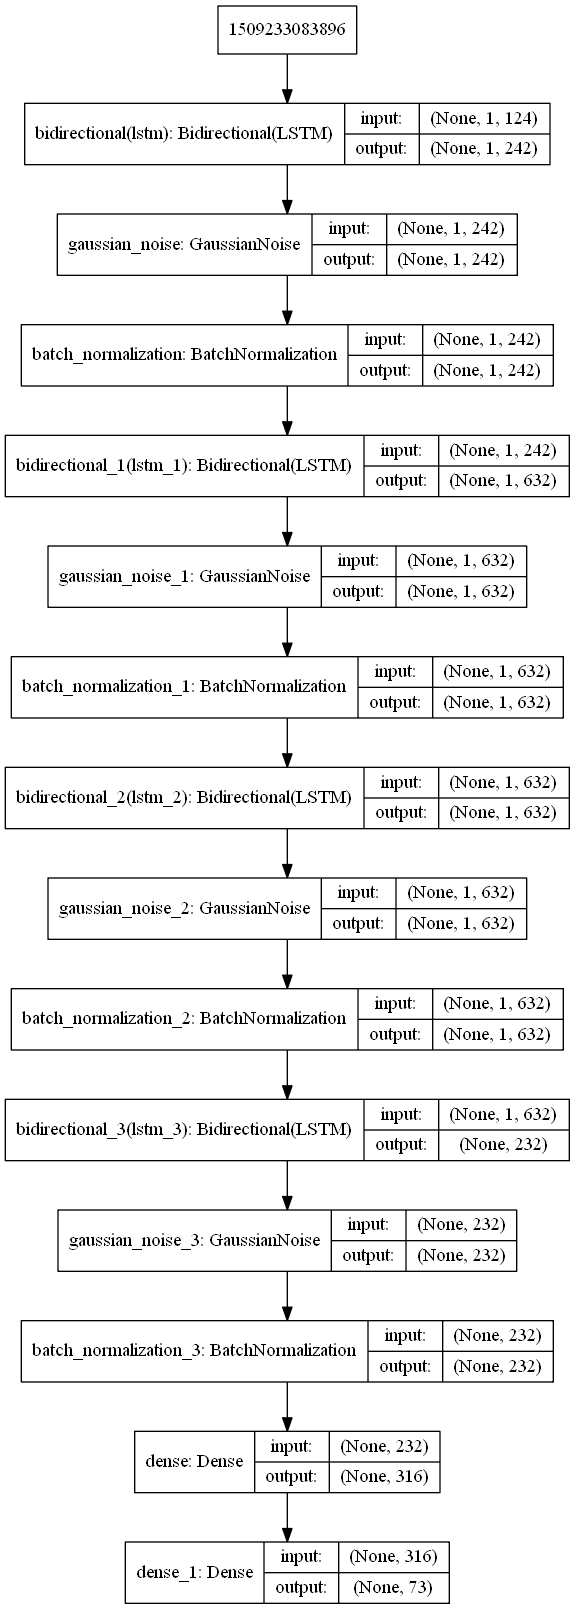 1509233083896
bidirectional(lstm): Bidirectional(LSTM)
input: (None, 1, 124)
output: (None, 1, 242)
gaussian_noise: GaussianNoise
input: (None, 1, 242)
output: (None, 1, 242)
batch_normalization: BatchNormalization
input: (None, 1, 242)
output: (None, 1, 242)
bidirectional_1(lstm_1): Bidirectional(LSTM)
input: (None, 1, 242)
output: (None, 1, 632)
gaussian_noise_1: GaussianNoise
input: (None, 1, 632)
output: (None, 1, 632)
batch_normalization_1: BatchNormalization
input: (None, 1, 632)
output: (None, 1, 632)
bidirectional_2(lstm_2): Bidirectional(LSTM)
input: (None, 1, 632)
output: (None, 1, 632)
gaussian_noise_2: GaussianNoise
input: (None, 1, 632)
output: (None, 1, 632)
batch_normalization_2: BatchNormalization
input: (None, 1, 632)
output: (None, 1, 632)
bidirectional_3(lstm_3): Bidirectional(LSTM)
input: (None, 1, 632)
output: (None, 232)
gaussian_noise_3: GaussianNoise
input: (None, 232)
output: (None, 232)
batch_normalization_3: BatchNormalization
input: (None, 232)
output: (None, 232)
dense: Dense
input: (None, 232)
output: (None, 316)
dense_1: Dense
input: (None, 316)
output: (None, 73)